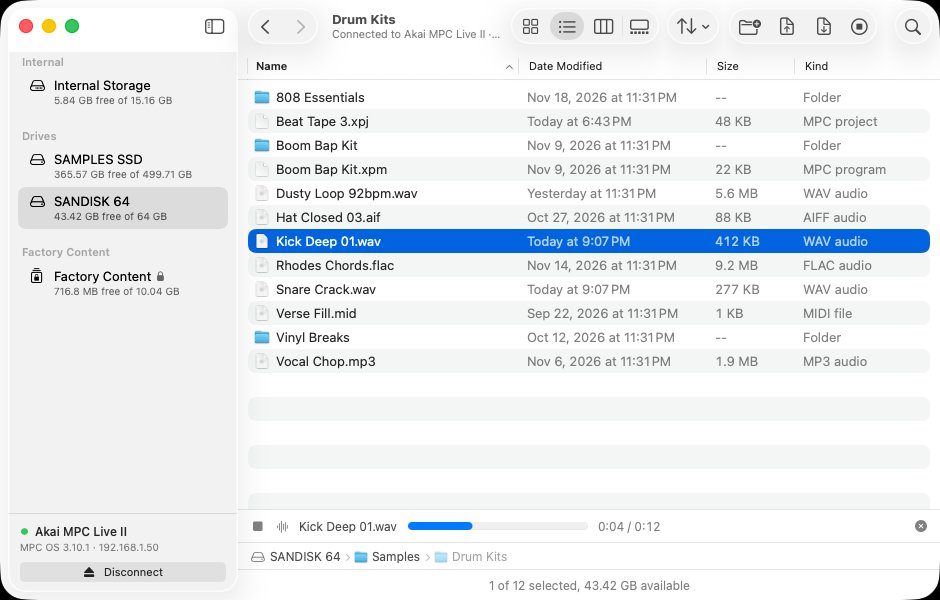 Drum Kits
Connected to Akai MPC Live II ·...
Internal
Internal Storage
5.84 GB free of 15.16 GB
Drives
SAMPLES SSD
365.57 GB free of 499.71 GB
SANDISK 64
43.42 GB free of 64 GB
Factory Content
Factory Content
716.8 MB free of 10.04 GB
Akai MPC Live II
MPC OS 3.10.1 · 192.168.1.50
Disconnect
Name Date Modified Size Kind
808 Essentials Nov 18, 2026 at 11:31 PM -- Folder
Beat Tape 3.xpj Today at 6:43 PM 48 KB MPC project
Boom Bap Kit Nov 9, 2026 at 11:31 PM -- Folder
Boom Bap Kit.xpm Nov 9, 2026 at 11:31 PM 22 KB MPC program
Dusty Loop 92bpm.wav Yesterday at 11:31 PM 5.6 MB WAV audio
Hat Closed 03.aif Oct 27, 2026 at 11:31 PM 88 KB AIFF audio
Kick Deep 01.wav Today at 9:07 PM 412 KB WAV audio
Rhodes Chords.flac Nov 14, 2026 at 11:31 PM 9.2 MB FLAC audio
Snare Crack.wav Today at 9:07 PM 277 KB WAV audio
Verse Fill.mid Sep 22, 2026 at 11:31 PM 1 KB MIDI file
Vinyl Breaks Oct 12, 2026 at 11:31 PM -- Folder
Vocal Chop.mp3 Nov 6, 2026 at 11:31 PM 1.9 MB MP3 audio
Kick Deep 01.wav 0:04 / 0:12
SANDISK 64 › Samples › Drum Kits
1 of 12 selected, 43.42 GB available